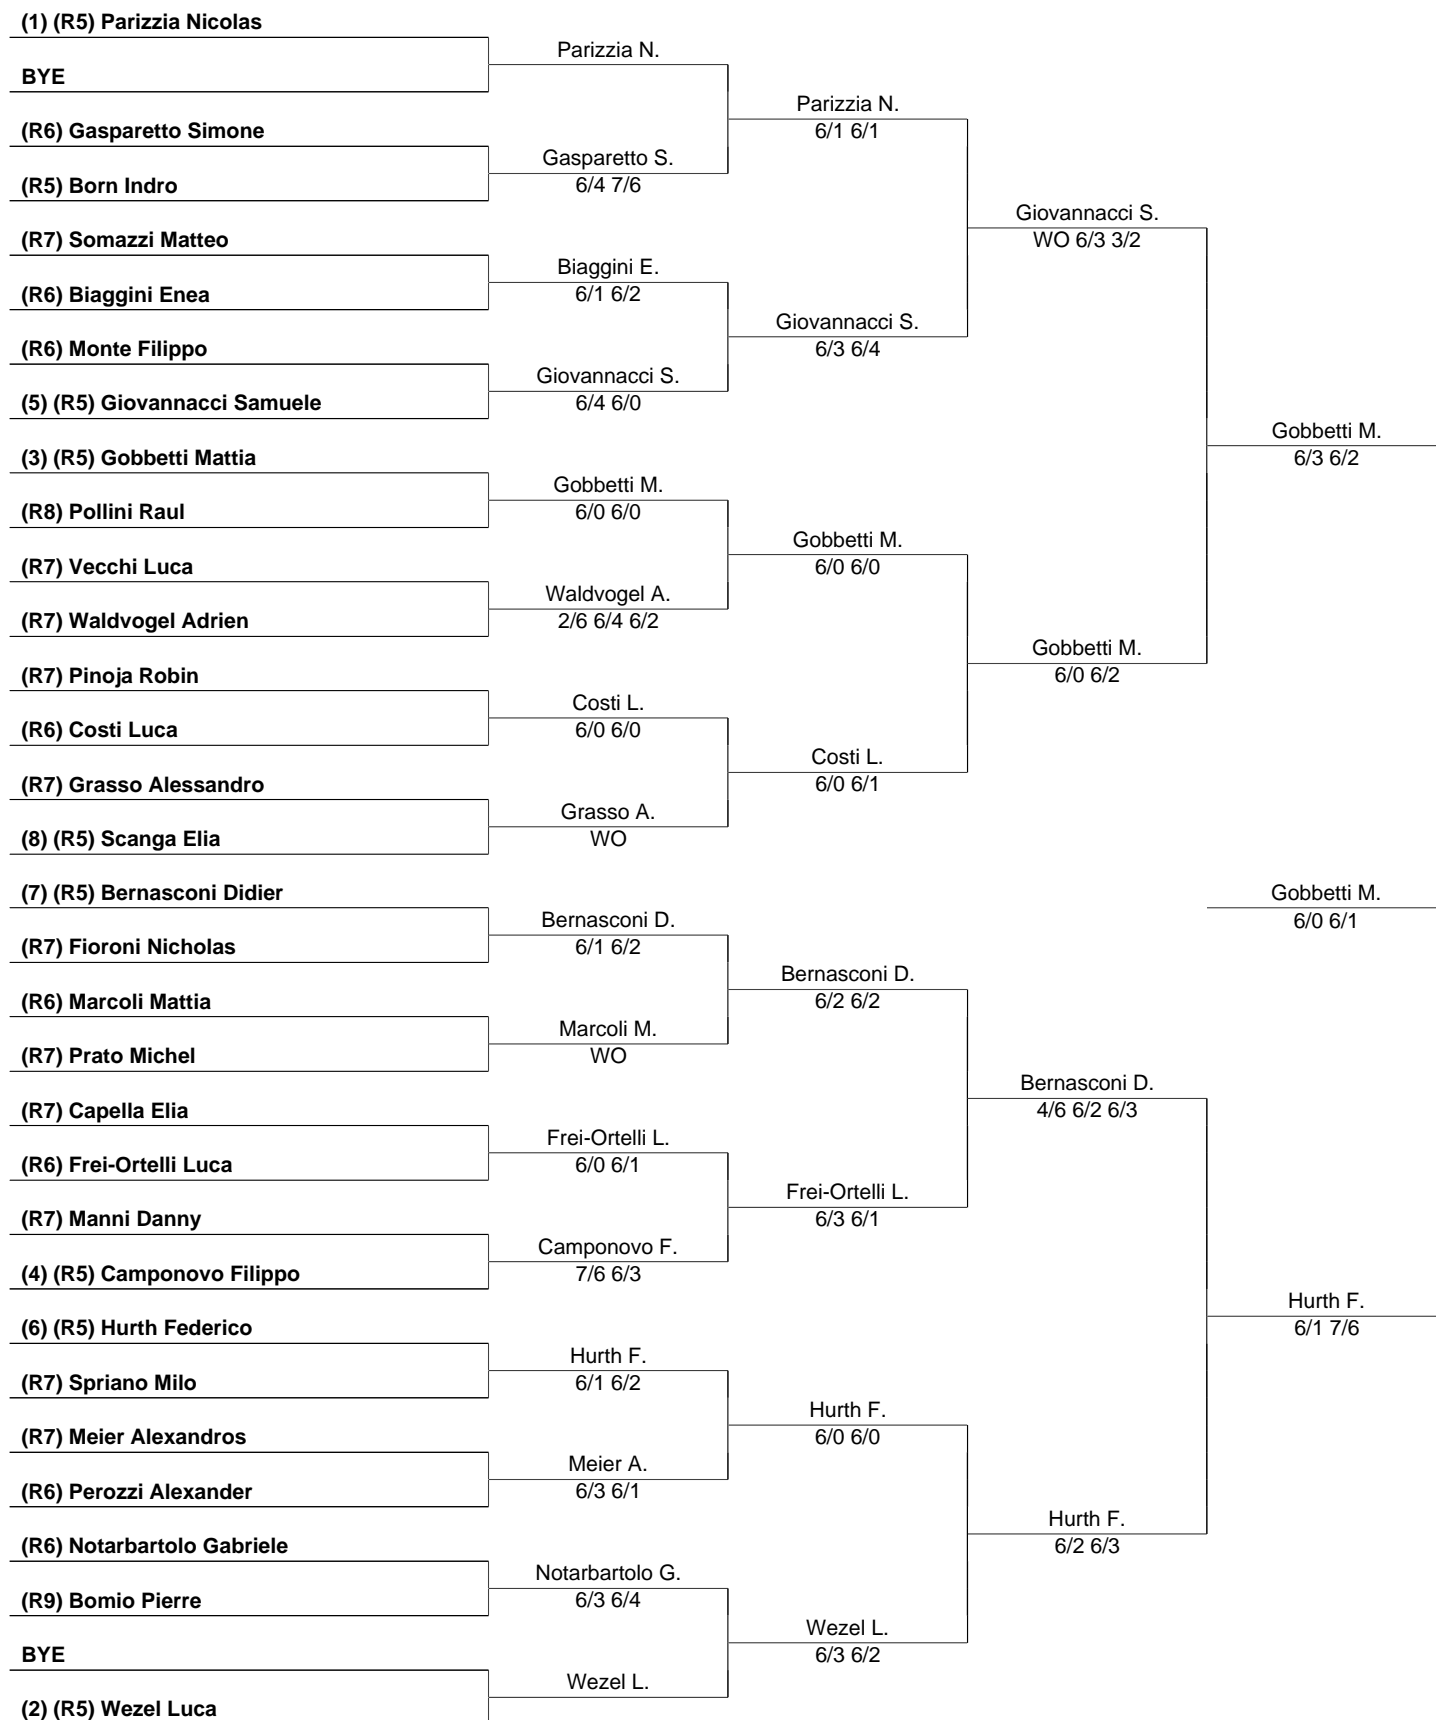 (1) (R5) Parizzia Nicolas
BYE
(R6) Gasparetto Simone
(R5) Born Indro
(R7) Somazzi Matteo
(R6) Biaggini Enea
(R6) Monte Filippo
(5) (R5) Giovannacci Samuele
(3) (R5) Gobbetti Mattia
(R8) Pollini Raul
(R7) Vecchi Luca
(R7) Waldvogel Adrien
(R7) Pinoja Robin
(R6) Costi Luca
(R7) Grasso Alessandro
(8) (R5) Scanga Elia
(7) (R5) Bernasconi Didier
(R7) Fioroni Nicholas
(R6) Marcoli Mattia
(R7) Prato Michel
(R7) Capella Elia
(R6) Frei-Ortelli Luca
(R7) Manni Danny
(4) (R5) Camponovo Filippo
(6) (R5) Hurth Federico
(R7) Spriano Milo
(R7) Meier Alexandros
(R6) Perozzi Alexander
(R6) Notarbartolo Gabriele
(R9) Bomio Pierre
BYE
(2) (R5) Wezel Luca
Parizzia N.
Gasparetto S.
6/4 7/6
Biaggini E.
6/1 6/2
Giovannacci S.
6/4 6/0
Gobbetti M.
6/0 6/0
Waldvogel A.
2/6 6/4 6/2
Costi L.
6/0 6/0
Grasso A.
WO
Bernasconi D.
6/1 6/2
Marcoli M.
WO
Frei-Ortelli L.
6/0 6/1
Camponovo F.
7/6 6/3
Hurth F.
6/1 6/2
Meier A.
6/3 6/1
Notarbartolo G.
6/3 6/4
Wezel L.
Parizzia N.
6/1 6/1
Giovannacci S.
6/3 6/4
Gobbetti M.
6/0 6/0
Costi L.
6/0 6/1
Bernasconi D.
6/2 6/2
Frei-Ortelli L.
6/3 6/1
Hurth F.
6/0 6/0
Wezel L.
6/3 6/2
Giovannacci S.
WO 6/3 3/2
Gobbetti M.
6/0 6/2
Bernasconi D.
4/6 6/2 6/3
Hurth F.
6/2 6/3
Gobbetti M.
6/3 6/2
Gobbetti M.
6/0 6/1
Hurth F.
6/1 7/6